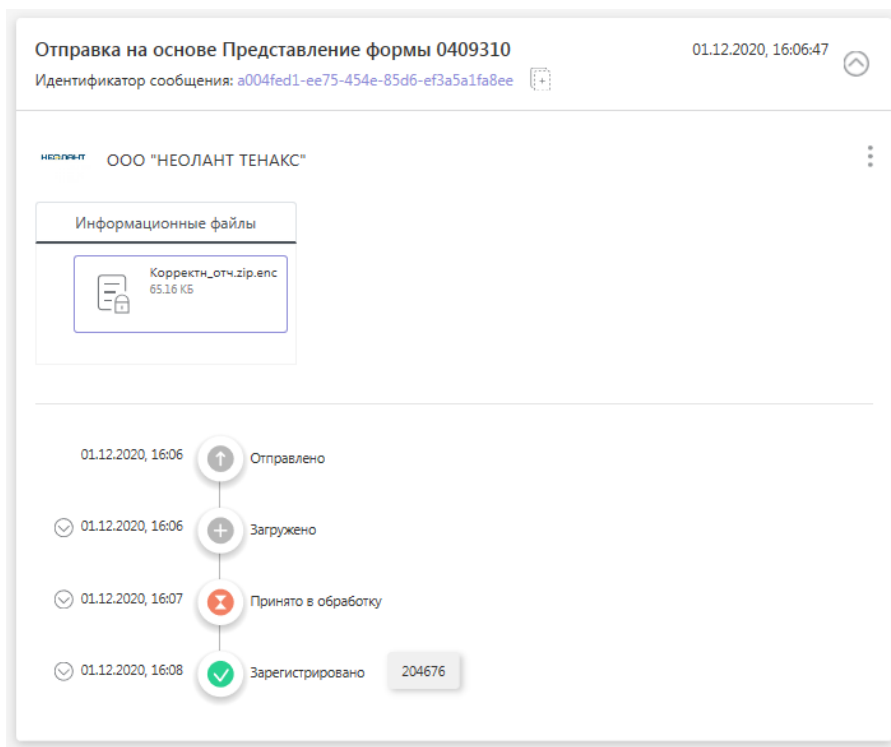 Отправка на основе Представление формы 0409310
01.12.2020, 16:06:47
Идентификатор сообщения: a004fed1-ee75-454e-85d6-ef3a5a1fa8ee
НЕОЛАНТ
ООО "НЕОЛАНТ ТЕНАКС"
Информационные файлы
Корректн_отч.zip.enc
65.16 КБ
01.12.2020, 16:06 Отправлено
01.12.2020, 16:06 Загружено
01.12.2020, 16:07 Принято в обработку
01.12.2020, 16:08 Зарегистрировано 204676